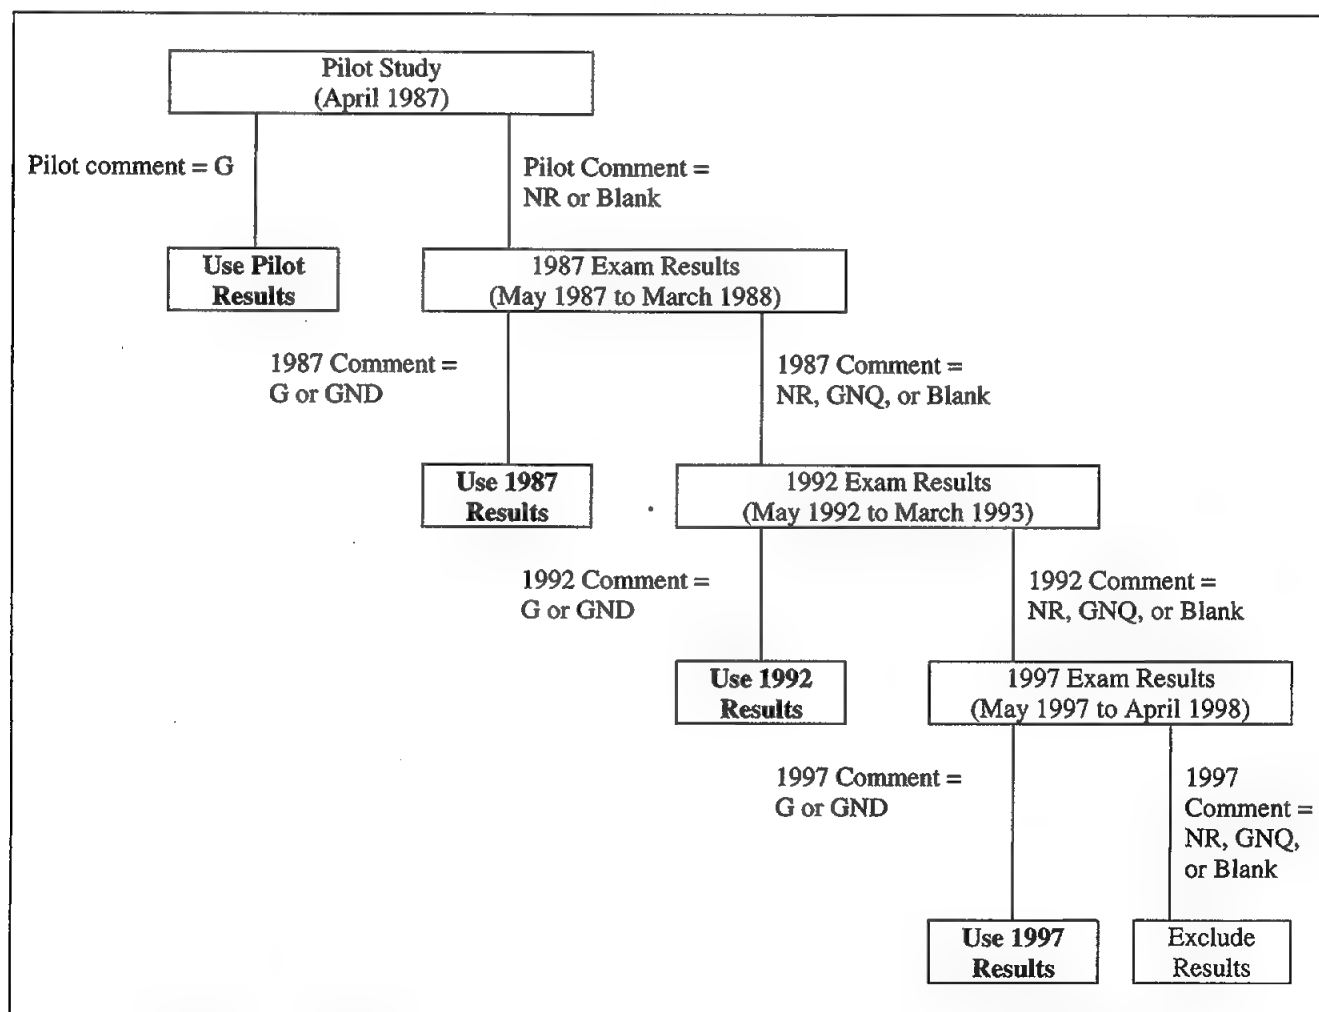 Pilot Study
(April 1987)
Pilot comment = G
Pilot Comment =
NR or Blank
Use Pilot
Results
1987 Exam Results
(May 1987 to March 1988)
1987 Comment =
G or GND
1987 Comment =
NR, GNQ, or Blank
Use 1987
Results
1992 Exam Results
(May 1992 to March 1993)
1992 Comment =
G or GND
1992 Comment =
NR, GNQ, or Blank
Use 1992
Results
1997 Exam Results
(May 1997 to April 1998)
1997 Comment =
G or GND
1997
Comment =
NR, GNQ,
or Blank
Use 1997
Results
Exclude
Results